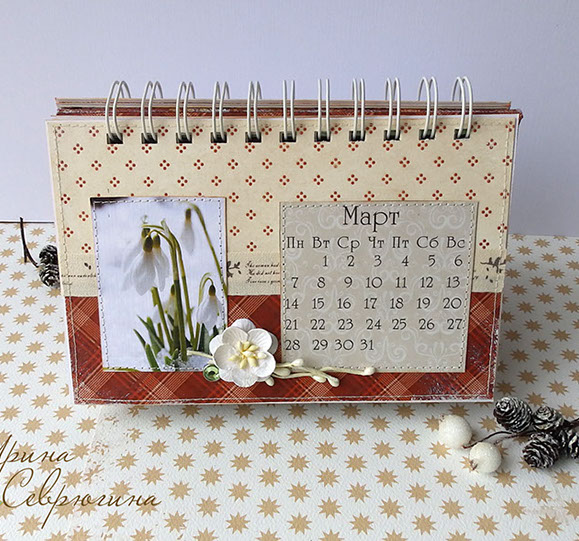 Март
Пн Вт Ср Чт Пт Сб Вс
1 2 3 4 5 6
7 8 9 10 11 12 13
14 15 16 17 18 19 20
21 22 23 24 25 26 27
28 29 30 31
Ирина
Севрюгина